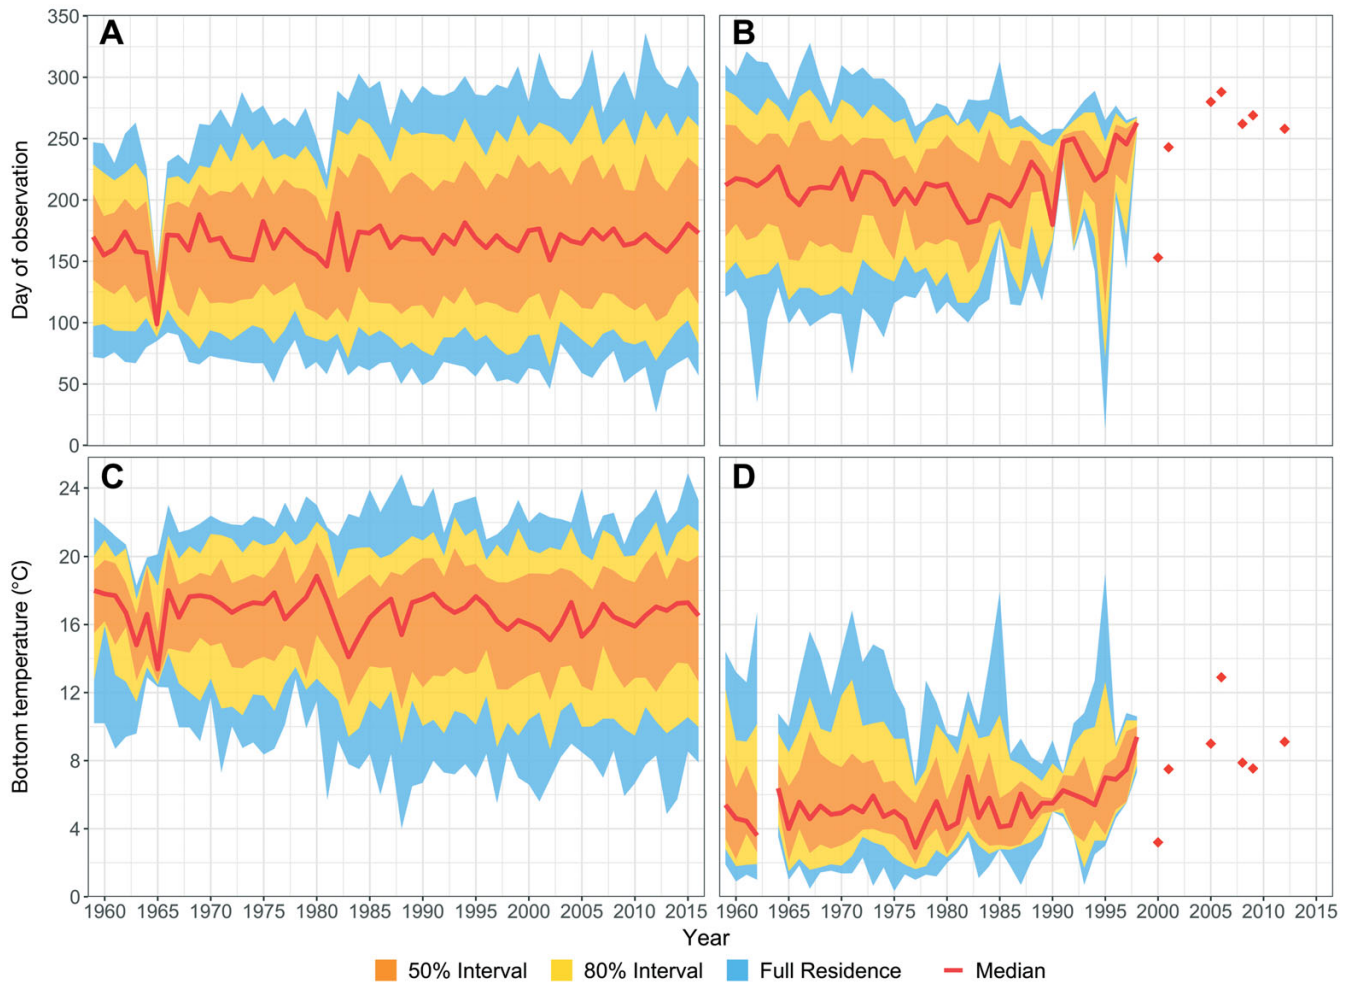 A
B
350
300
250
200
150
100
50
0
Day of observation
C
D
24
20
16
12
8
4
0
Bottom temperature (°C)
1960 1965 1970 1975 1980 1985 1990 1995 2000 2005 2010 2015
1960 1965 1970 1975 1980 1985 1990 1995 2000 2005 2010 2015
Year
50% Interval 80% Interval Full Residence Median